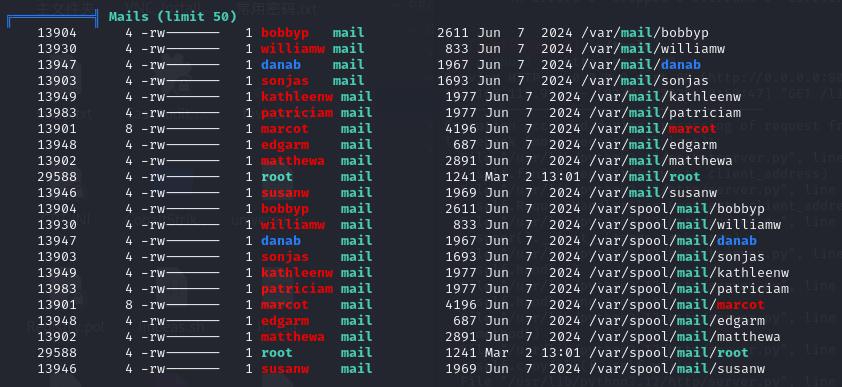 Mails (limit 50)
13904 4 -rw------- 1 bobbyp mail 2611 Jun 7 2024 /var/mail/bobbyp
13930 4 -rw------- 1 williamw mail 833 Jun 7 2024 /var/mail/williamw
13947 4 -rw------- 1 danab mail 1967 Jun 7 2024 /var/mail/danab
13903 4 -rw------- 1 sonjas mail 1693 Jun 7 2024 /var/mail/sonjas
13949 4 -rw------- 1 kathleenw mail 1977 Jun 7 2024 /var/mail/kathleenw
13983 4 -rw------- 1 patriciam mail 1977 Jun 7 2024 /var/mail/patriciam
13901 8 -rw------- 1 marcot mail 4196 Jun 7 2024 /var/mail/marcot
13948 4 -rw------- 1 edgarm mail 687 Jun 7 2024 /var/mail/edgarm
13902 4 -rw------- 1 matthewa mail 2891 Jun 7 2024 /var/mail/matthewa
29588 4 -rw------- 1 root mail 1241 Mar 2 13:01 /var/mail/root
13946 4 -rw------- 1 susanw mail 1969 Jun 7 2024 /var/mail/susanw
13904 4 -rw------- 1 bobbyp mail 2611 Jun 7 2024 /var/spool/mail/bobbyp
13930 4 -rw------- 1 williamw mail 833 Jun 7 2024 /var/spool/mail/williamw
13947 4 -rw------- 1 danab mail 1967 Jun 7 2024 /var/spool/mail/danab
13903 4 -rw------- 1 sonjas mail 1693 Jun 7 2024 /var/spool/mail/sonjas
13949 4 -rw------- 1 kathleenw mail 1977 Jun 7 2024 /var/spool/mail/kathleenw
13983 4 -rw------- 1 patriciam mail 1977 Jun 7 2024 /var/spool/mail/patriciam
13901 8 -rw------- 1 marcot mail 4196 Jun 7 2024 /var/spool/mail/marcot
13948 4 -rw------- 1 edgarm mail 687 Jun 7 2024 /var/spool/mail/edgarm
13902 4 -rw------- 1 matthewa mail 2891 Jun 7 2024 /var/spool/mail/matthewa
29588 4 -rw------- 1 root mail 1241 Mar 2 13:01 /var/spool/mail/root
13946 4 -rw------- 1 susanw mail 1969 Jun 7 2024 /var/spool/mail/susanw